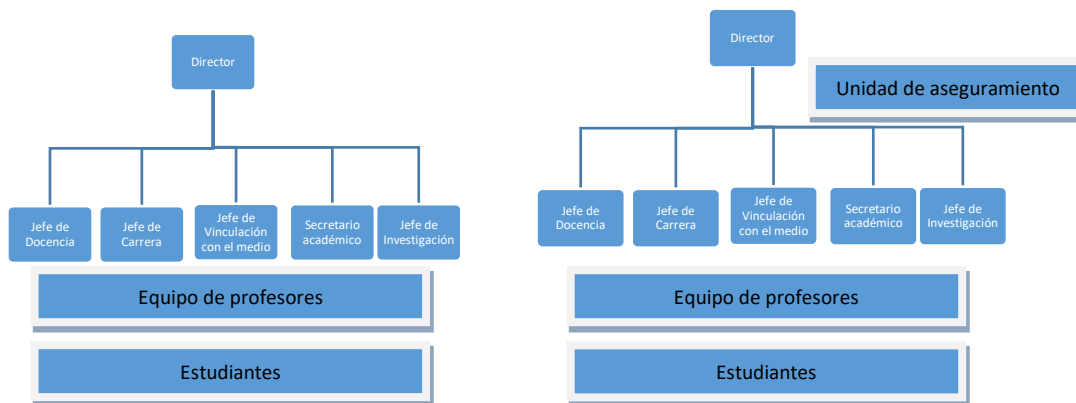 Director
Jefe de
Docencia
Jefe de
Carrera
Jefe de
Vinculación
con el medio
Secretario
académico
Jefe de
Investigación
Equipo de profesores
Estudiantes
Director
Unidad de aseguramiento
Jefe de
Docencia
Jefe de
Carrera
Jefe de
Vinculación
con el medio
Secretario
académico
Jefe de
Investigación
Equipo de profesores
Estudiantes